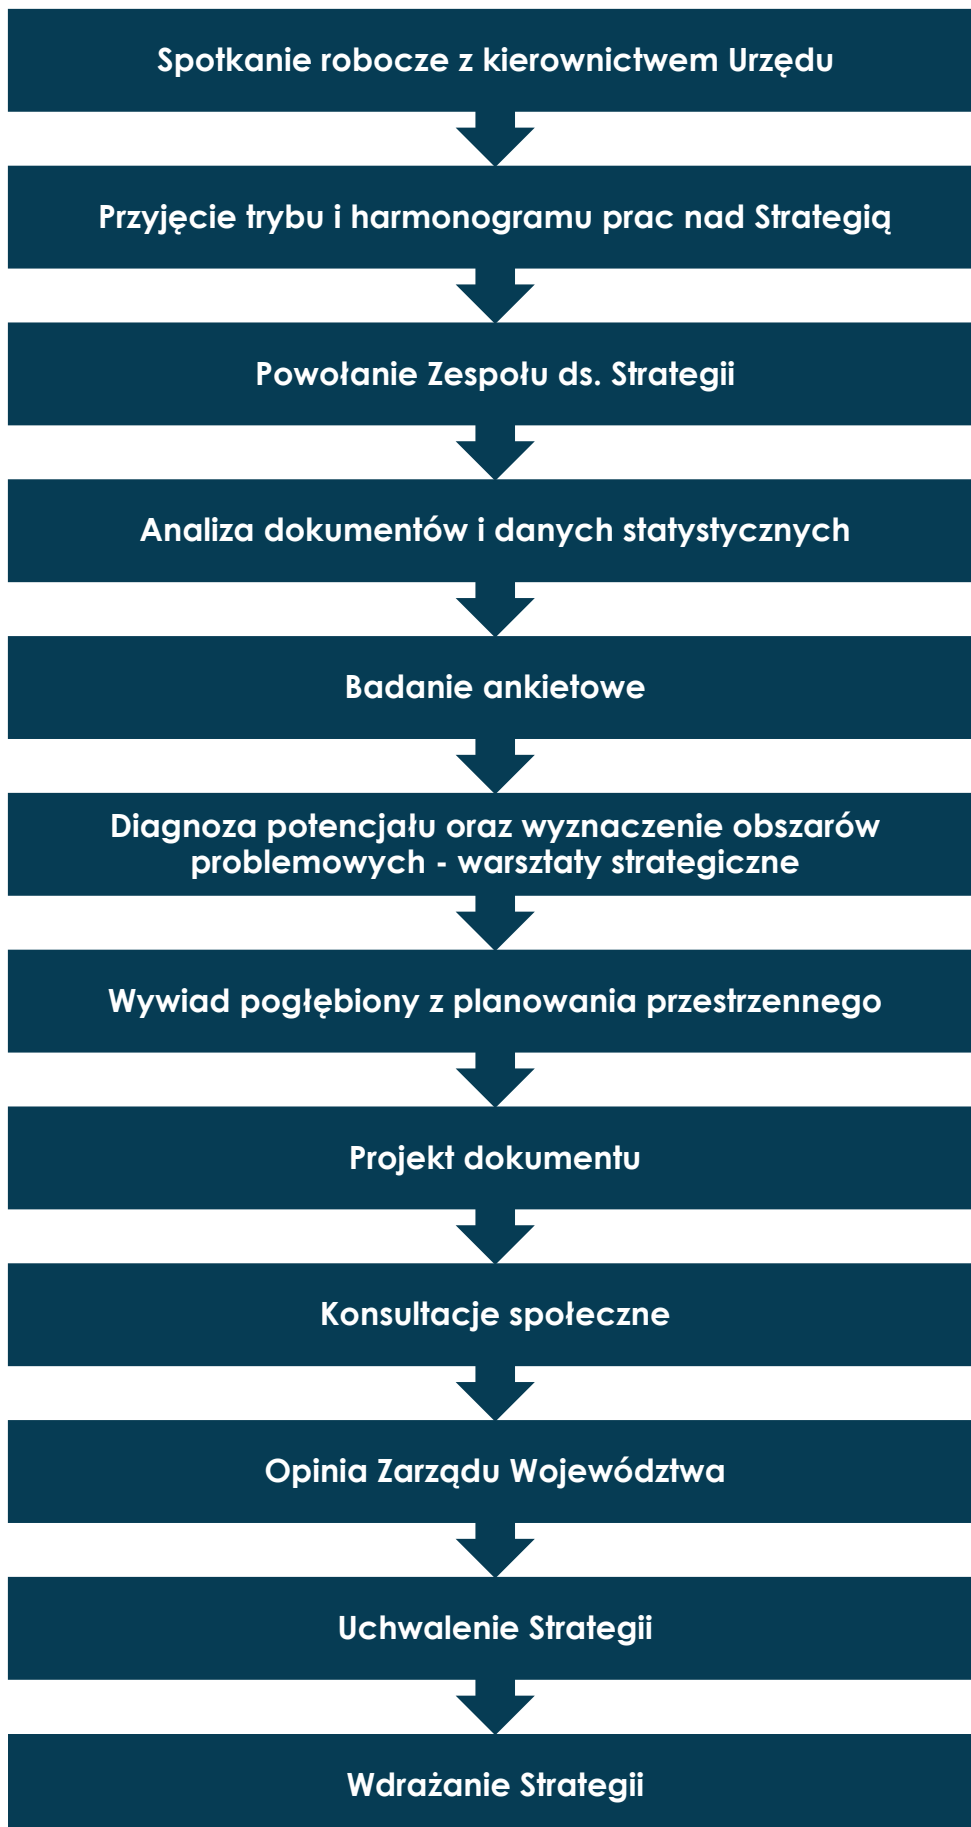 Spotkanie robocze z kierownictwem Urzędu
Przyjęcie trybu i harmonogramu prac nad Strategią
Powołanie Zespołu ds. Strategii
Analiza dokumentów i danych statystycznych
Badanie ankietowe
Diagnoza potencjału oraz wyznaczenie obszarów
problemowych - warsztaty strategiczne
Wywiad pogłębiony z planowania przestrzennego
Projekt dokumentu
Konsultacje społeczne
Opinia Zarządu Województwa
Uchwalenie Strategii
Wdrażanie Strategii